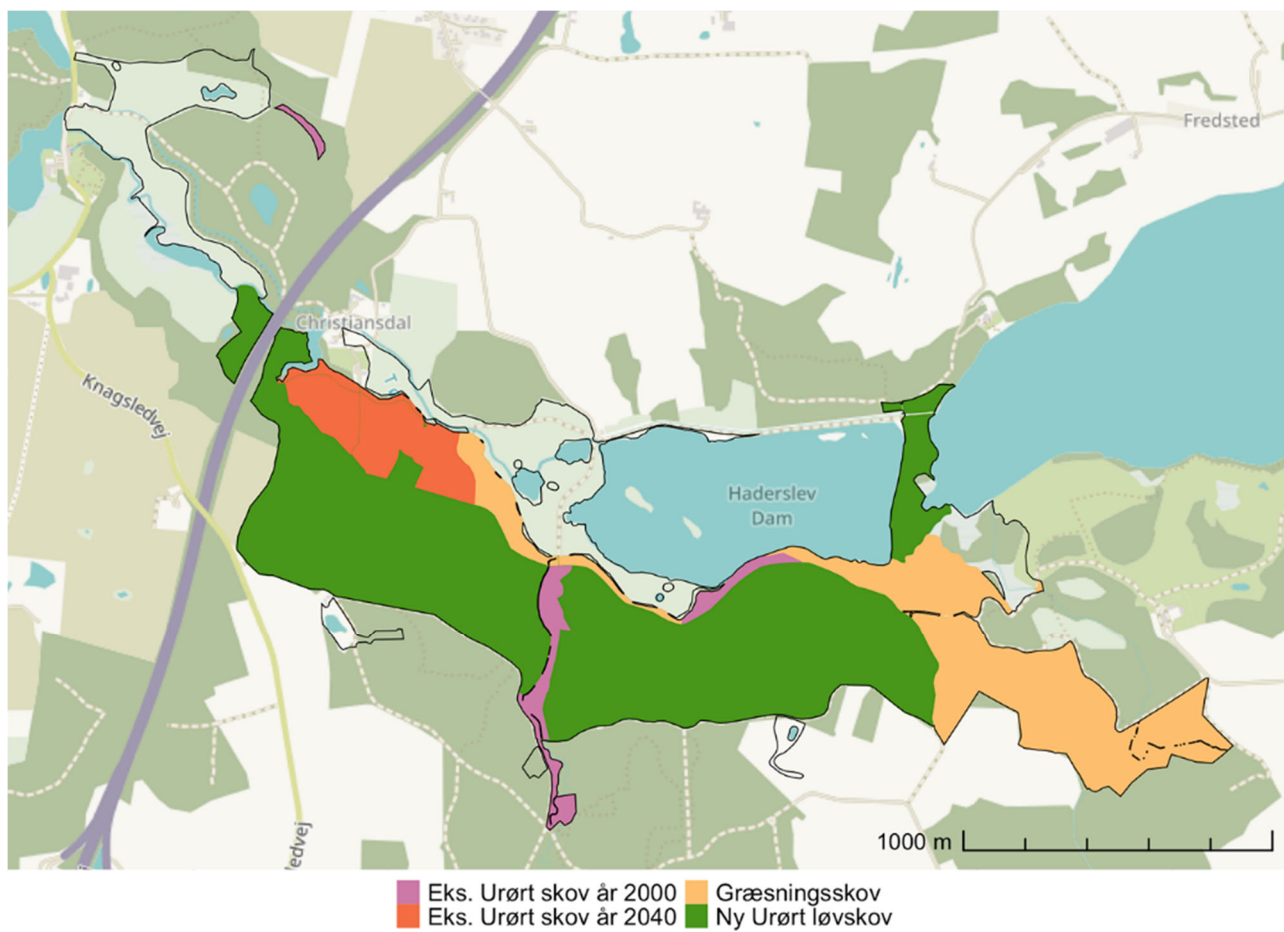 Fredsted
Christiansdal
Knagsledvej
Haderslev
Dam
1000 m
ledvej
Eks. Urørt skov år 2000
Græsningsskov
Eks. Urørt skov år 2040
Ny Urørt løvskov